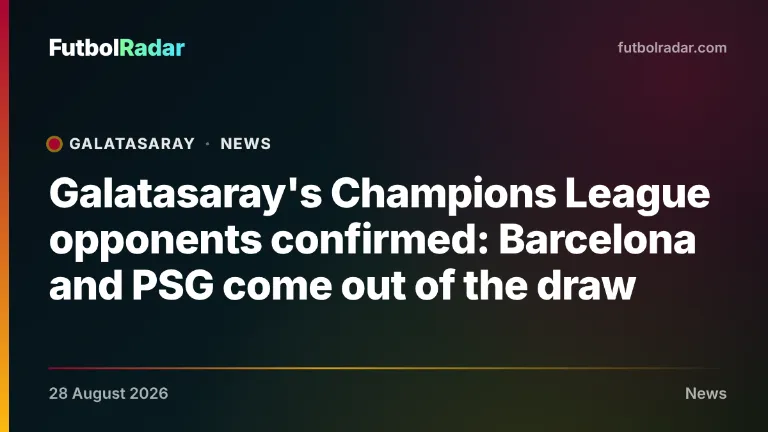 FutbolRadar
futbolradar.com
GALATASARAY · NEWS
Galatasaray's Champions League
opponents confirmed: Barcelona
and PSG come out of the draw
28 August 2026
News